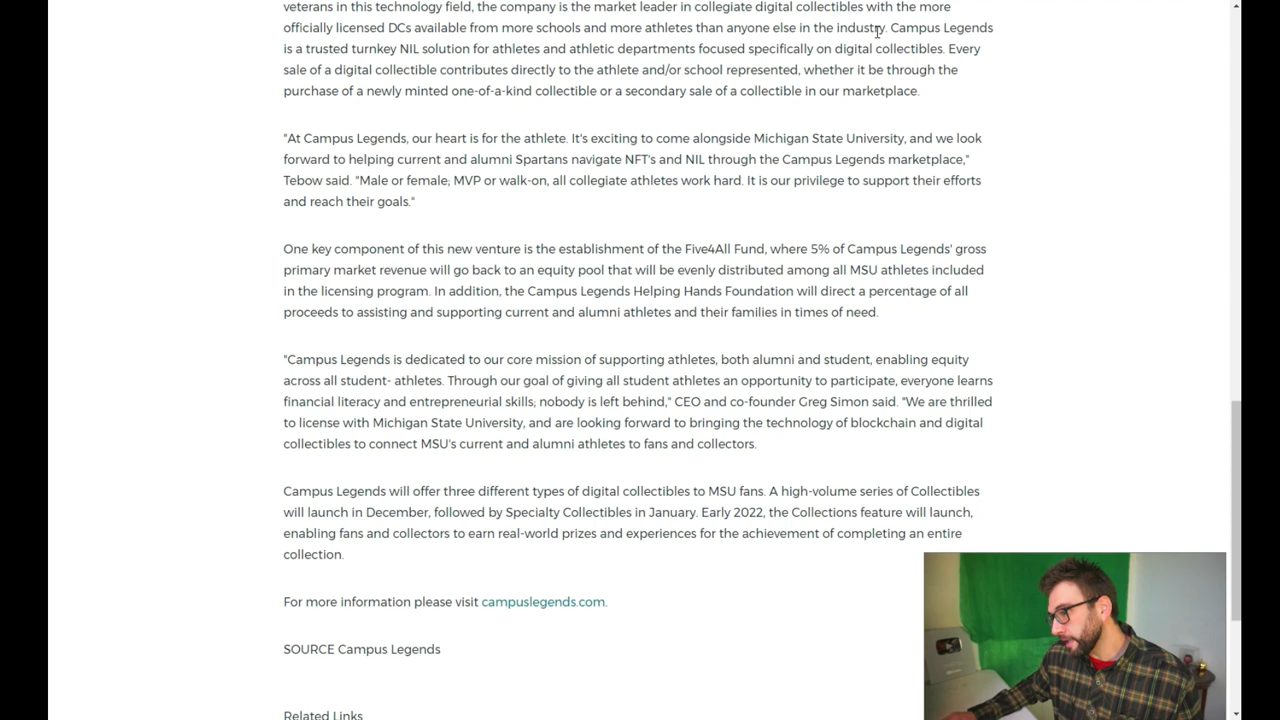 veterans in this technology field, the company is the market leader in collegiate digital collectibles with the more
officially licensed DCs available from more schools and more athletes than anyone else in the industry. Campus Legends
is a trusted turnkey NIL solution for athletes and athletic departments focused specifically on digital collectibles. Every
sale of a digital collectible contributes directly to the athlete and/or school represented, whether it be through the
purchase of a newly minted one-of-a-kind collectible or a secondary sale of a collectible in our marketplace.
"At Campus Legends, our heart is for the athlete. It's exciting to come alongside Michigan State University, and we look
forward to helping current and alumni Spartans navigate NFT's and NIL through the Campus Legends marketplace,"
Tebow said. "Male or female; MVP or walk-on, all collegiate athletes work hard. It is our privilege to support their efforts
and reach their goals."
One key component of this new venture is the establishment of the Five4All Fund, where 5% of Campus Legends' gross
primary market revenue will go back to an equity pool that will be evenly distributed among all MSU athletes included
in the licensing program. In addition, the Campus Legends Helping Hands Foundation will direct a percentage of all
proceeds to assisting and supporting current and alumni athletes and their families in times of need.
"Campus Legends is dedicated to our core mission of supporting athletes, both alumni and student, enabling equity
across all student- athletes. Through our goal of giving all student athletes an opportunity to participate, everyone learns
financial literacy and entrepreneurial skills; nobody is left behind," CEO and co-founder Greg Simon said. "We are thrilled
to license with Michigan State University, and are looking forward to bringing the technology of blockchain and digital
collectibles to connect MSU's current and alumni athletes to fans and collectors.
Campus Legends will offer three different types of digital collectibles to MSU fans. A high-volume series of Collectibles
will launch in December, followed by Specialty Collectibles in January. Early 2022, the Collections feature will launch,
enabling fans and collectors to earn real-world prizes and experiences for the achievement of completing an entire
collection.
For more information please visit campuslegends.com.
SOURCE Campus Legends
Related Links